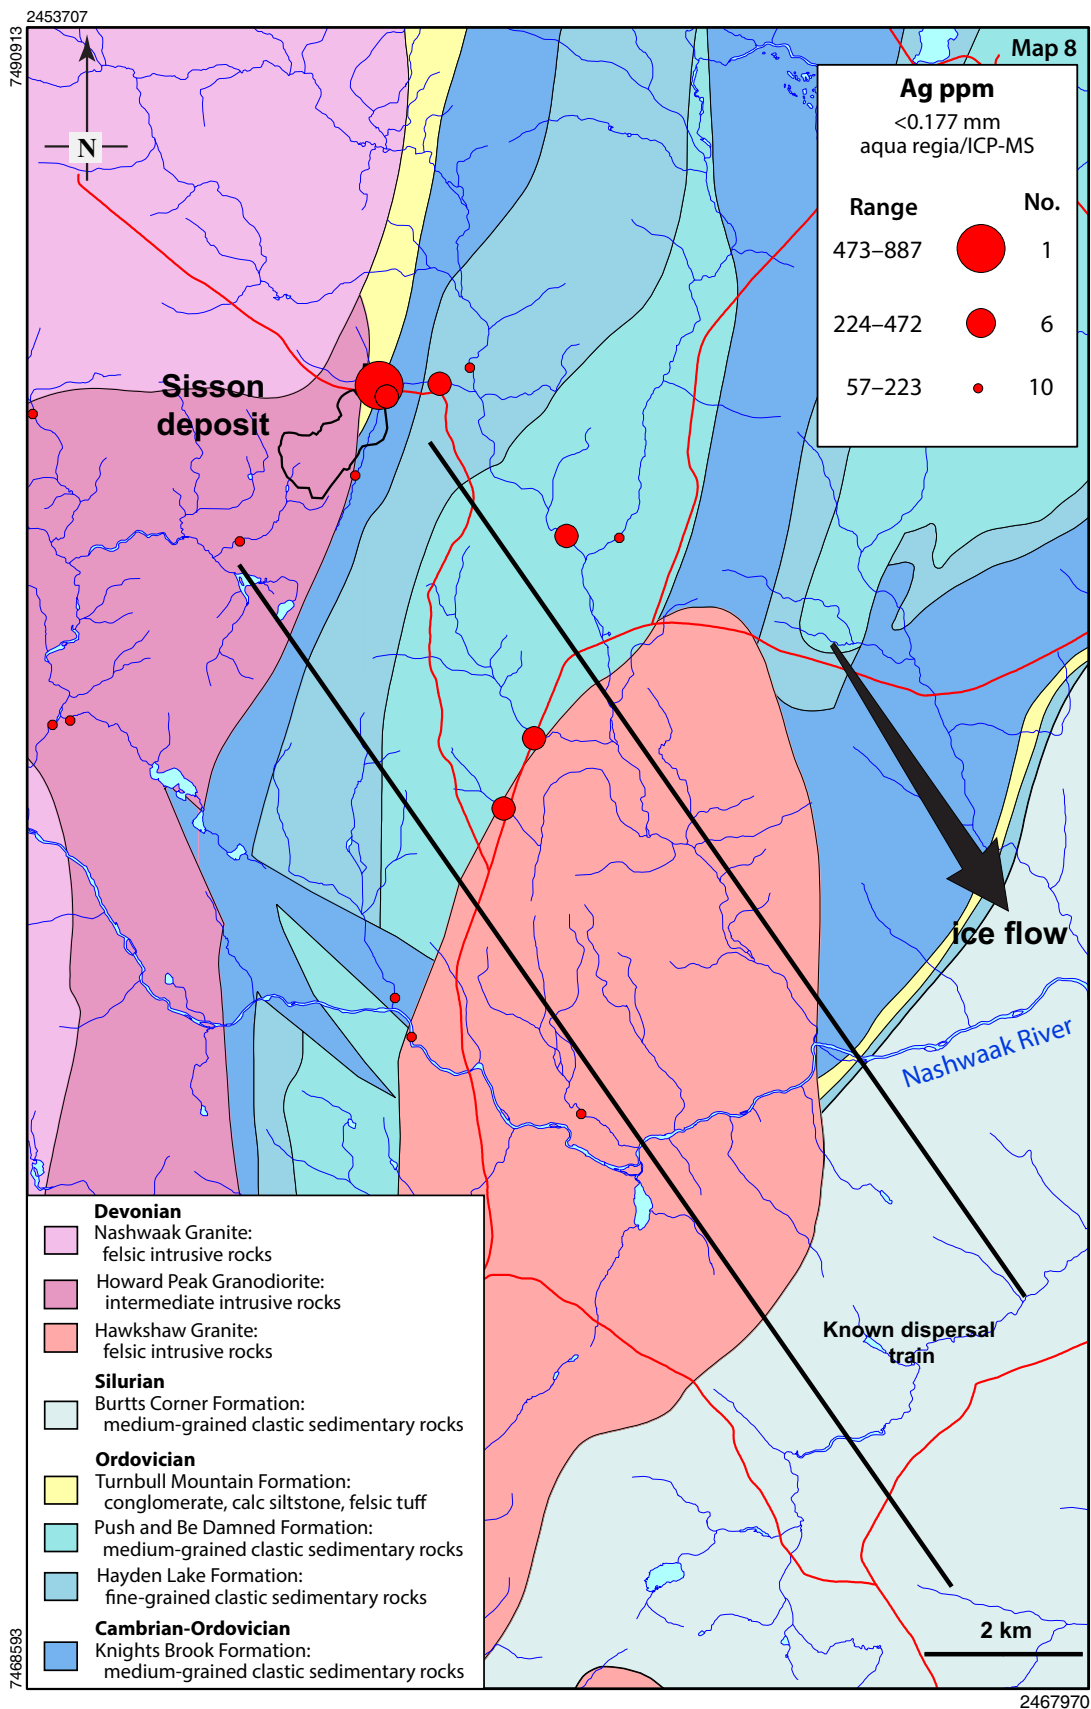 2453707
7490913
Map 8
N
Ag ppm
<0.177 mm
aqua regia/ICP-MS
Range No.
473–887 1
224–472 6
57–223 10
Sisson
deposit
ice flow
Nashwaak River
Known dispersal
train
Devonian
Nashwaak Granite:
felsic intrusive rocks
Howard Peak Granodiorite:
intermediate intrusive rocks
Hawkshaw Granite:
felsic intrusive rocks
Silurian
Burtts Corner Formation:
medium-grained clastic sedimentary rocks
Ordovician
Turnbull Mountain Formation:
conglomerate, calc siltstone, felsic tuff
Push and Be Damned Formation:
medium-grained clastic sedimentary rocks
Hayden Lake Formation:
fine-grained clastic sedimentary rocks
Cambrian-Ordovician
Knights Brook Formation:
medium-grained clastic sedimentary rocks
2 km
7468593
2467970